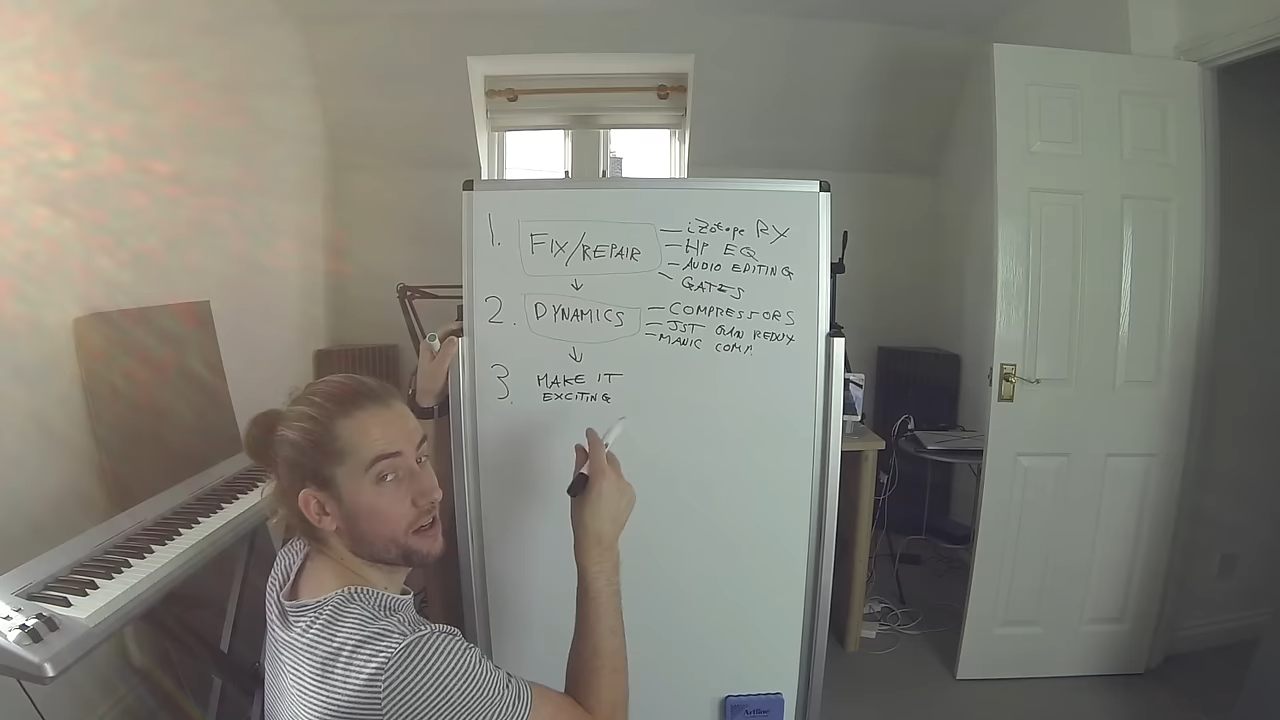 1. FIX/REPAIR
- iZotope RX
- HP EQ
- AUDIO EDITING
- GATES
2. DYNAMICS
- COMPRESSORS
- JST GAIN REDUX
- MANIC COMP.
3. MAKE IT
EXCITING
Artline